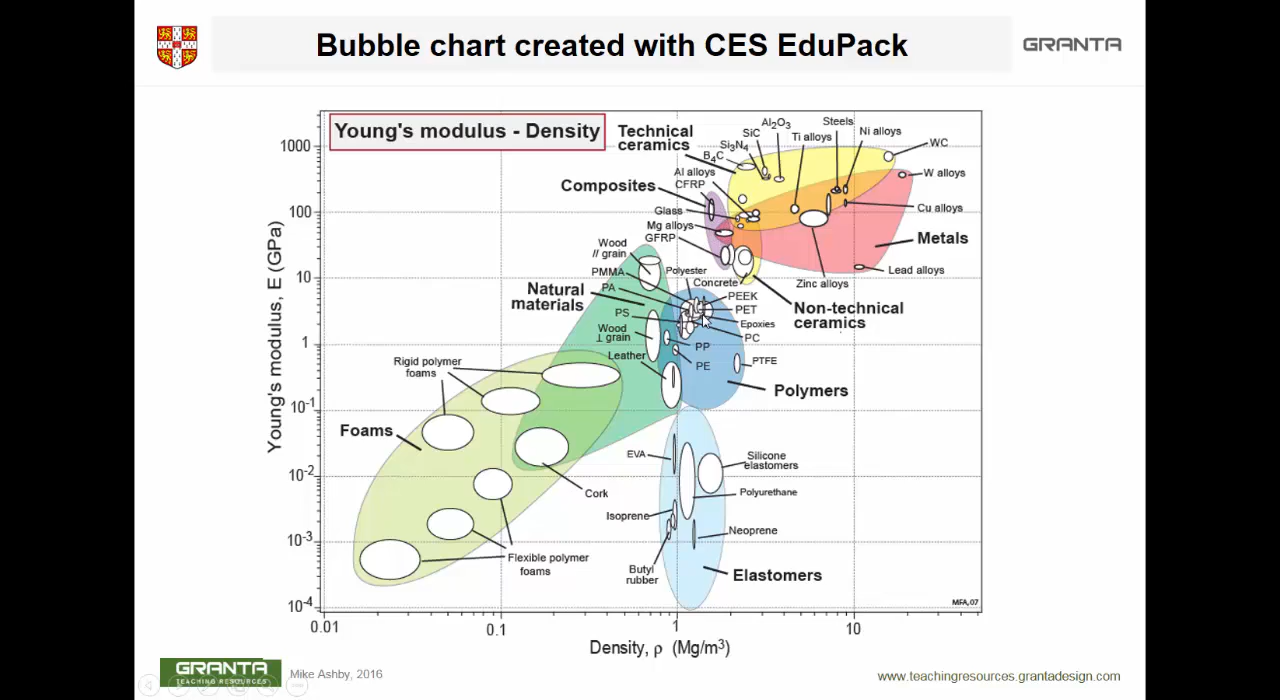 Bubble chart created with CES EduPack
GRANTA
Young's modulus - Density
Technical
ceramics
Al₂O₃
SiC
Si₃N₄
B₄C
Ti alloys
Steels
Ni alloys
WC
W alloys
Al alloys
CFRP
Composites
Glass
Mg alloys
GFRP
Cu alloys
Metals
Lead alloys
Zinc alloys
Non-technical
ceramics
Wood
// grain
PMMA
PA
Natural
materials
PS
Wood
⊥ grain
Leather
Polyester
Concrete
PEEK
PET
Epoxies
PC
PP
PE
PTFE
Polymers
Rigid polymer
foams
Foams
Cork
Flexible polymer
foams
EVA
Silicone
elastomers
Polyurethane
Isoprene
Neoprene
Butyl
rubber
Elastomers
MFA,07
Young's modulus, E (GPa)
1000
100
10
1
10⁻¹
10⁻²
10⁻³
10⁻⁴
0.01
0.1
1
10
Density, ρ (Mg/m³)
GRANTA
TEACHING RESOURCES
Mike Ashby, 2016
www.teachingresources.grantadesign.com